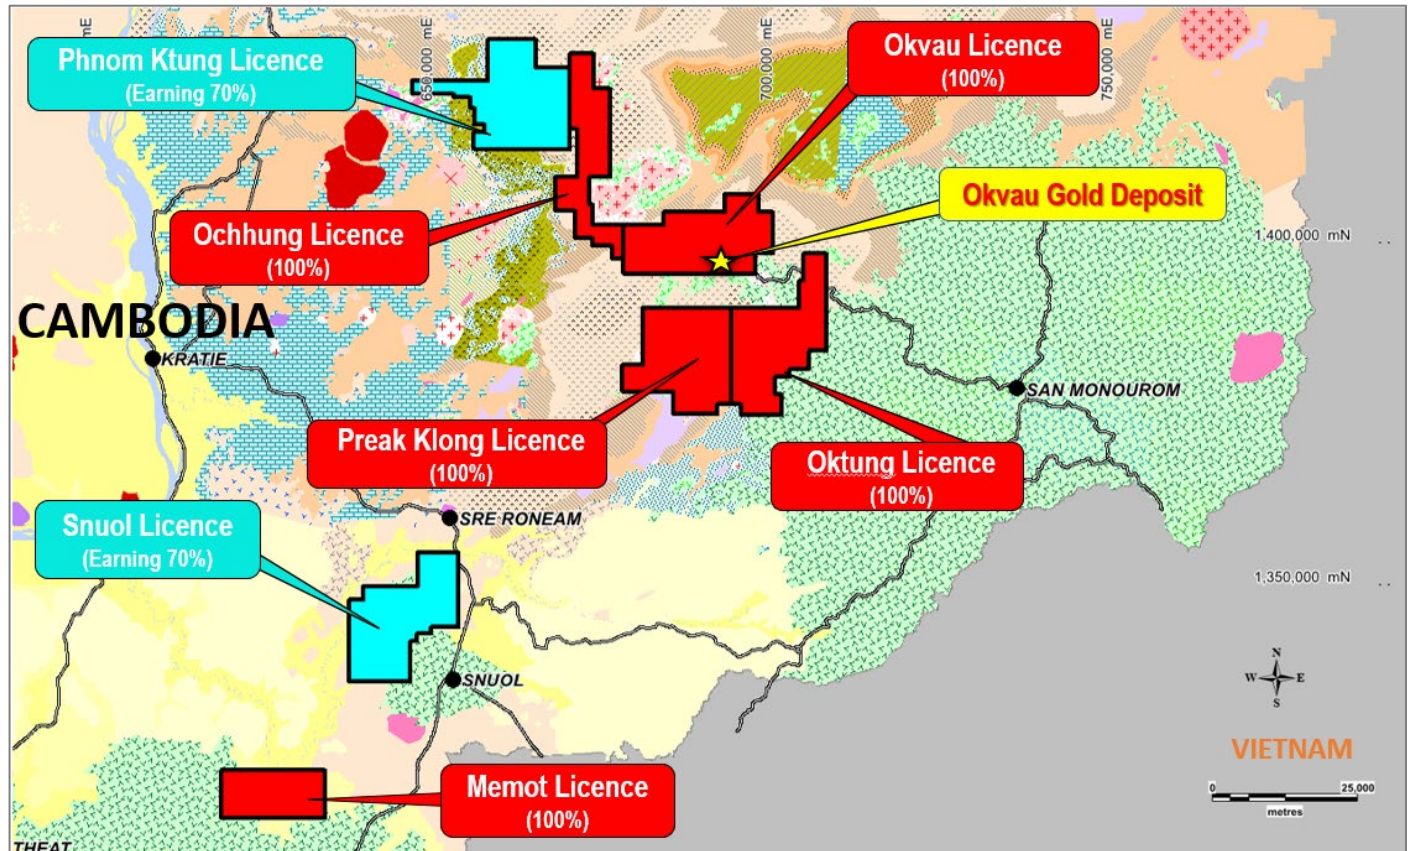 mE
650,000 mE
700,000 mE
750,000 mE
Phnom Ktung Licence
(Earning 70%)
Okvau Licence
(100%)
Okvau Gold Deposit
Ochhung Licence
(100%)
1,400,000 mN
CAMBODIA
KRATIE
SAN MONOUROM
Preak Klong Licence
(100%)
Oktung Licence
(100%)
SRE RONEAM
Snuol Licence
(Earning 70%)
1,350,000 mN
N
W E
S
SNUOL
VIETNAM
Memot Licence
(100%)
0 25,000
metres
THEAT